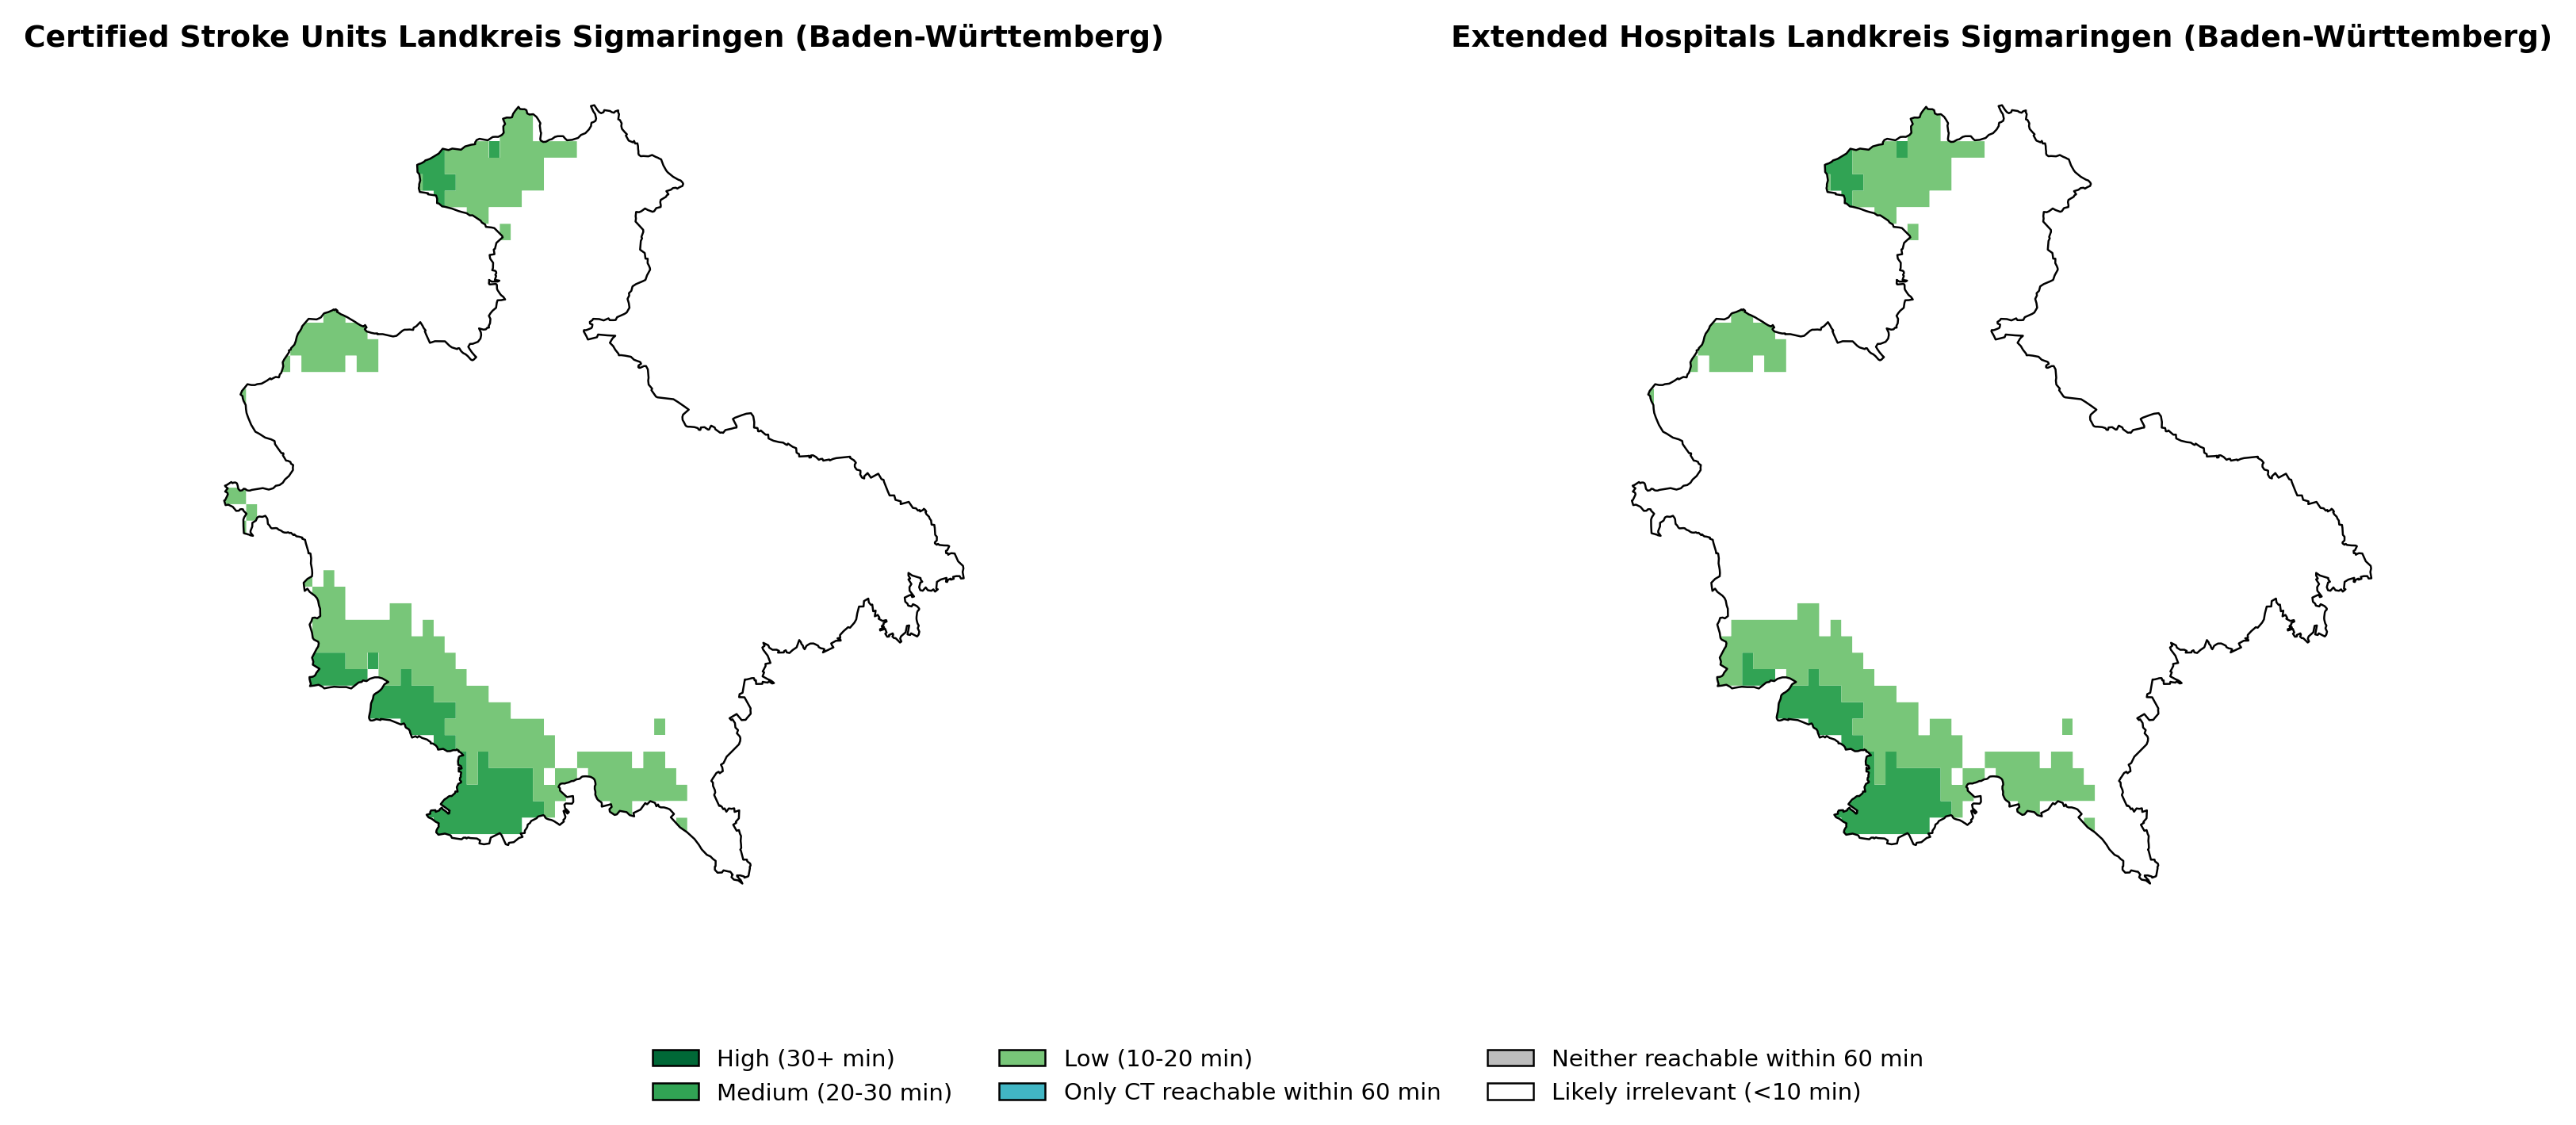 Certified Stroke Units Landkreis Sigmaringen (Baden-Württemberg)
Extended Hospitals Landkreis Sigmaringen (Baden-Württemberg)
High (30+ min)
Medium (20-30 min)
Low (10-20 min)
Only CT reachable within 60 min
Neither reachable within 60 min
Likely irrelevant (<10 min)